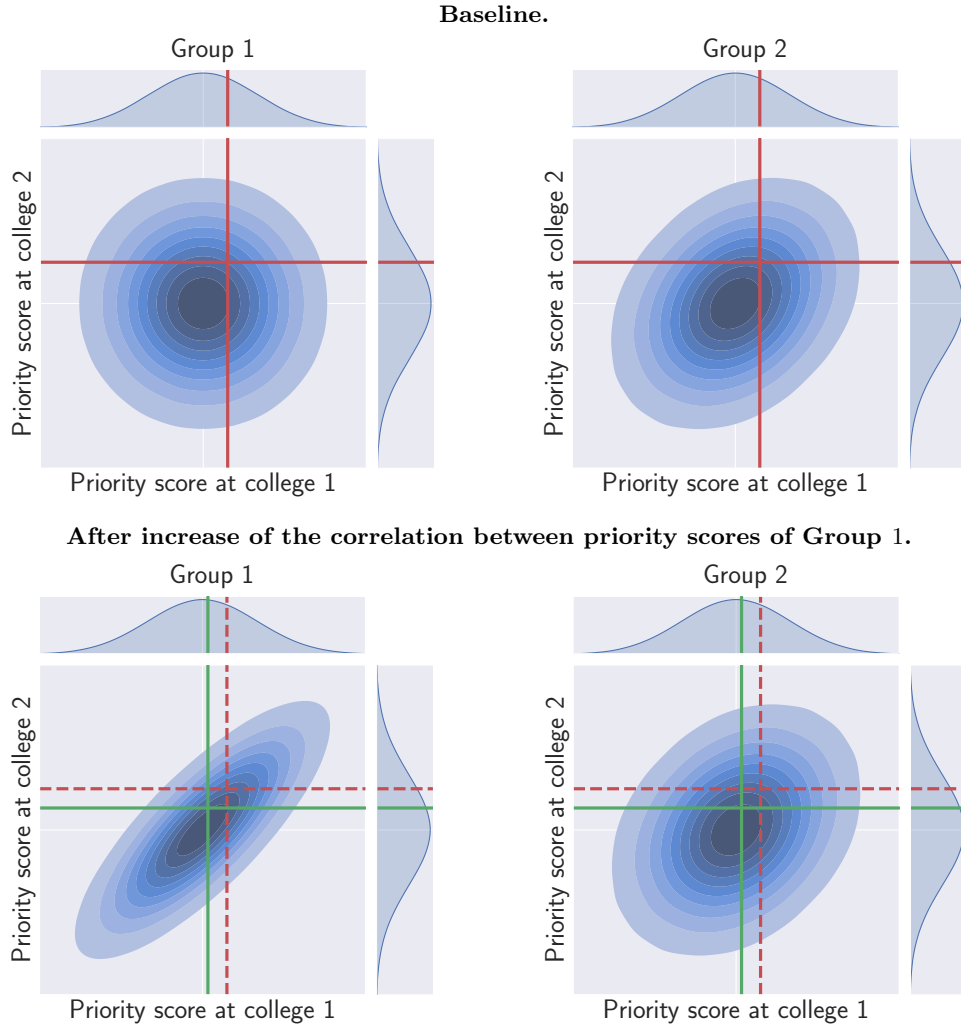 Baseline.
Group 1
Group 2
Priority score at college 2
Priority score at college 2
Priority score at college 1
Priority score at college 1
After increase of the correlation between priority scores of Group 1.
Group 1
Group 2
Priority score at college 2
Priority score at college 2
Priority score at college 1
Priority score at college 1